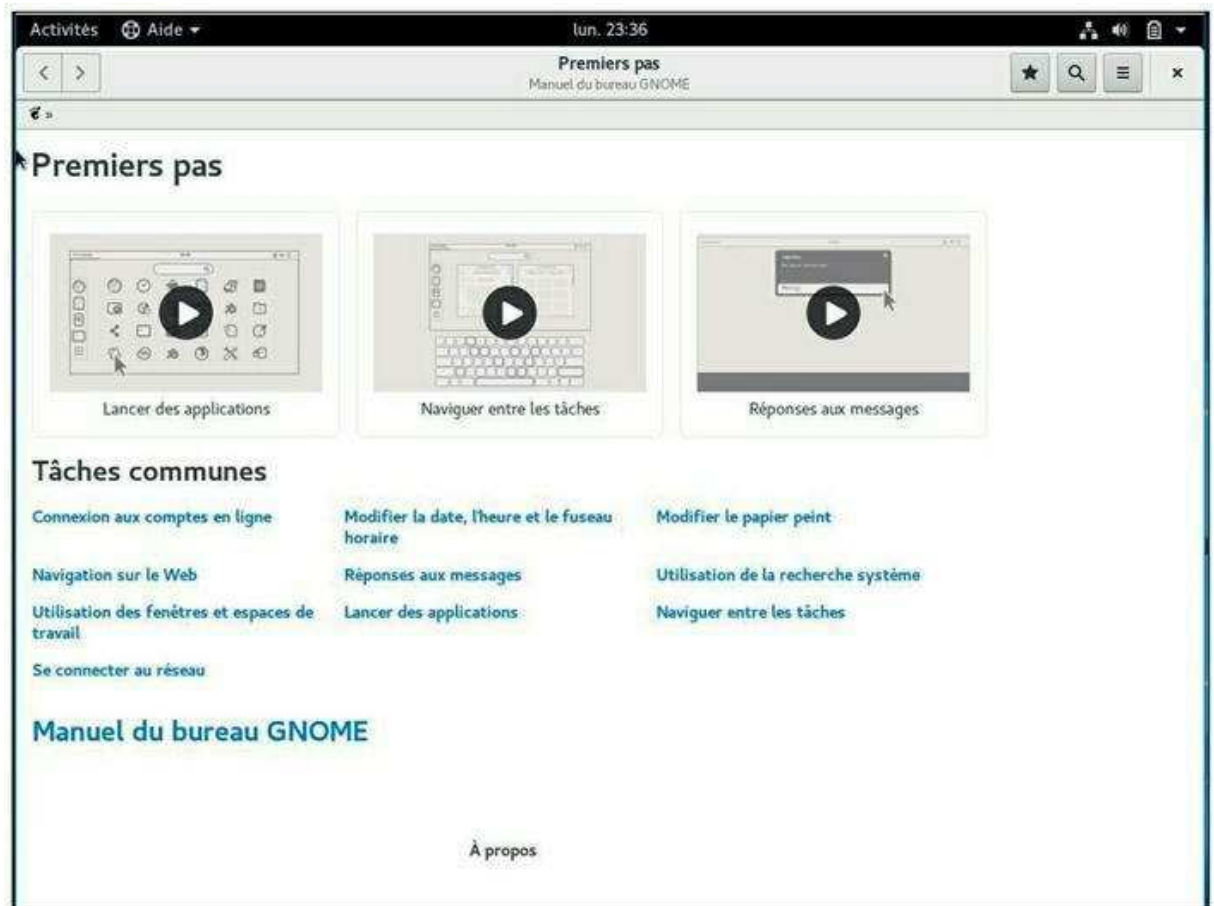 Activités Aide lun. 23:36
Premiers pas
Manuel du bureau GNOME
»
Premiers pas
Lancer des applications
Naviguer entre les tâches
Réponses aux messages
Tâches communes
Connexion aux comptes en ligne
Modifier la date, l'heure et le fuseau
horaire
Modifier le papier peint
Navigation sur le Web
Réponses aux messages
Utilisation de la recherche système
Utilisation des fenêtres et espaces de
travail
Lancer des applications
Naviguer entre les tâches
Se connecter au réseau
Manuel du bureau GNOME
À propos